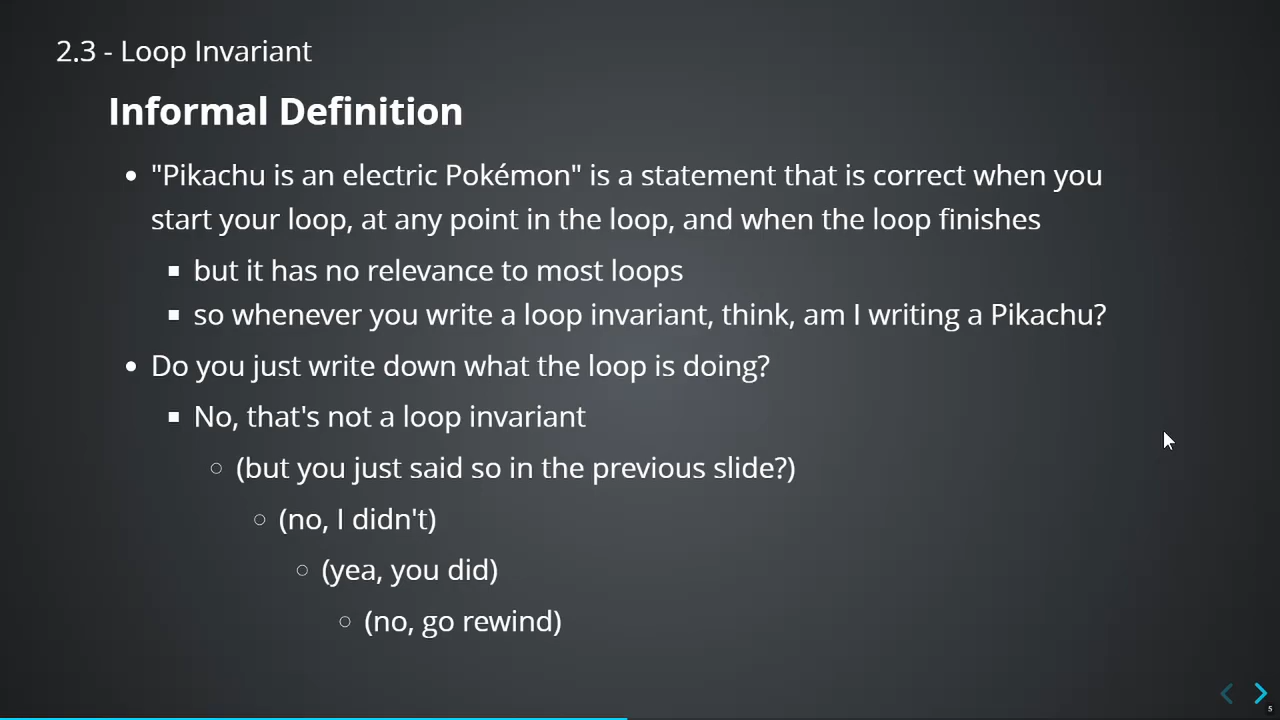 2.3 - Loop Invariant
Informal Definition
"Pikachu is an electric Pokémon" is a statement that is correct when you
start your loop, at any point in the loop, and when the loop finishes
but it has no relevance to most loops
so whenever you write a loop invariant, think, am I writing a Pikachu?
Do you just write down what the loop is doing?
No, that's not a loop invariant
(but you just said so in the previous slide?)
(no, I didn't)
(yea, you did)
(no, go rewind)
5